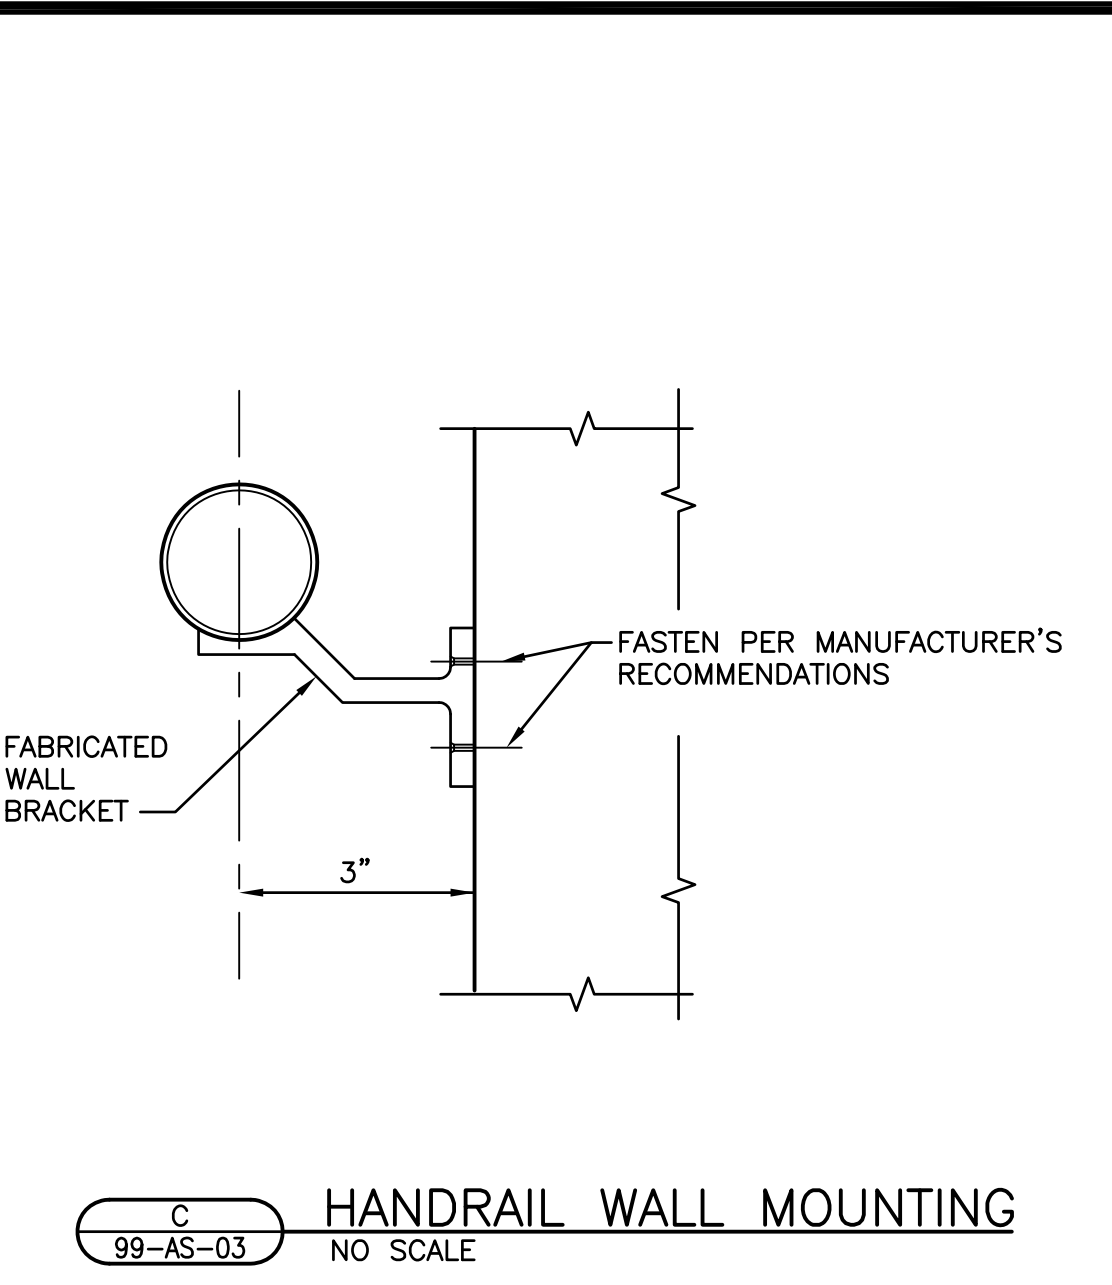 FASTEN PER MANUFACTURER'S
RECOMMENDATIONS
FABRICATED
WALL
BRACKET
3"
C
99-AS-03
HANDRAIL WALL MOUNTING
NO SCALE